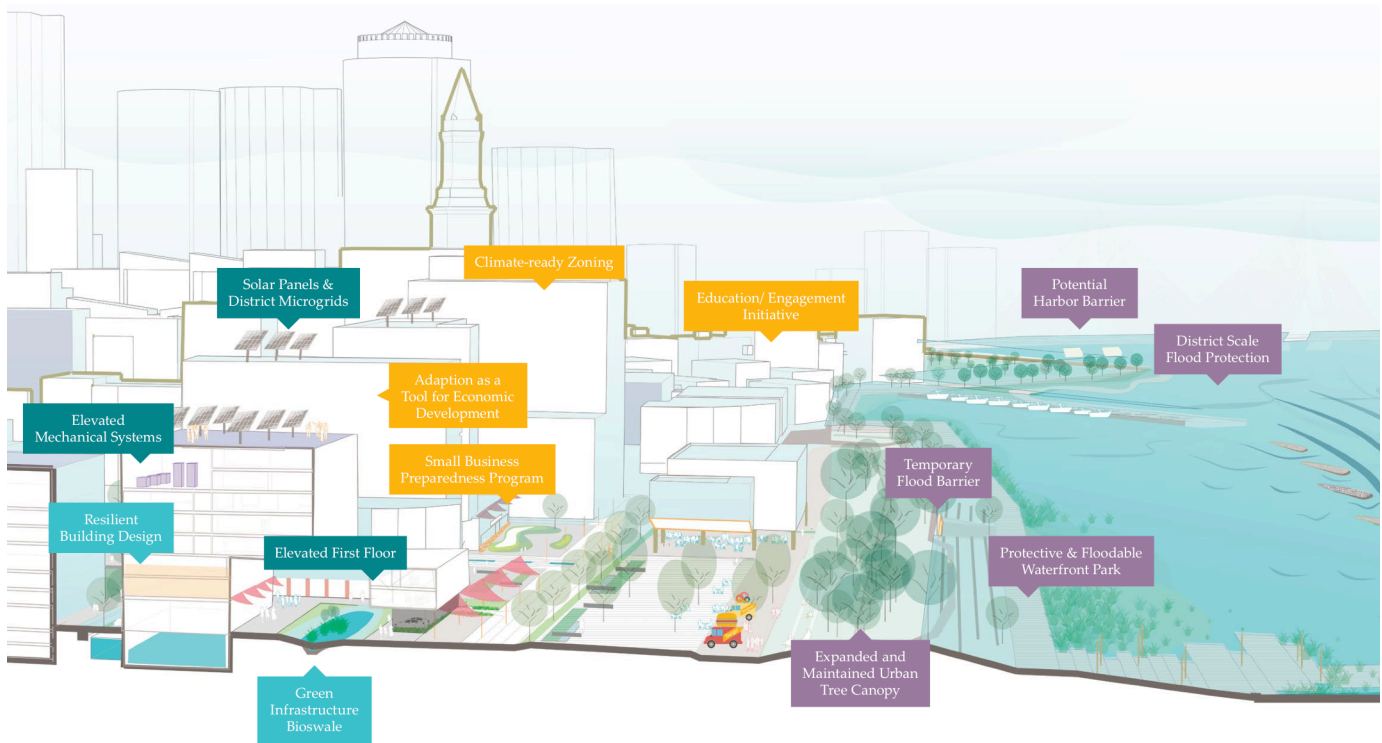 Climate-ready Zoning
Solar Panels &
District Microgrids
Education/ Engagement
Initiative
Potential
Harbor Barrier
District Scale
Flood Protection
Adaption as a
Tool for Economic
Development
Elevated
Mechanical Systems
Small Business
Preparedness Program
Temporary
Flood Barrier
Resilient
Building Design
Elevated First Floor
Protective & Floodable
Waterfront Park
Expanded and
Maintained Urban
Tree Canopy
Green
Infrastructure
Bioswale